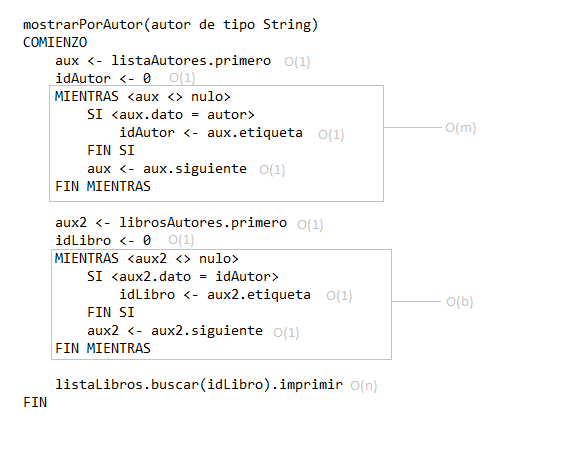 mostrarPorAutor(autor de tipo String)
COMIENZO
aux <- listaAutores.primero O(1)
idAutor <- 0 O(1)
MIENTRAS <aux <> nulo>
SI <aux.dato = autor>
idAutor <- aux.etiqueta O(1)
O(m)
FIN SI
aux <- aux.siguiente O(1)
FIN MIENTRAS
aux2 <- librosAutores.primero O(1)
idLibro <- 0 O(1)
MIENTRAS <aux2 <> nulo>
SI <aux2.dato = idAutor>
idLibro <- aux2.etiqueta O(1)
O(b)
FIN SI
aux2 <- aux2.siguiente O(1)
FIN MIENTRAS
listaLibros.buscar(idLibro).imprimir O(n)
FIN